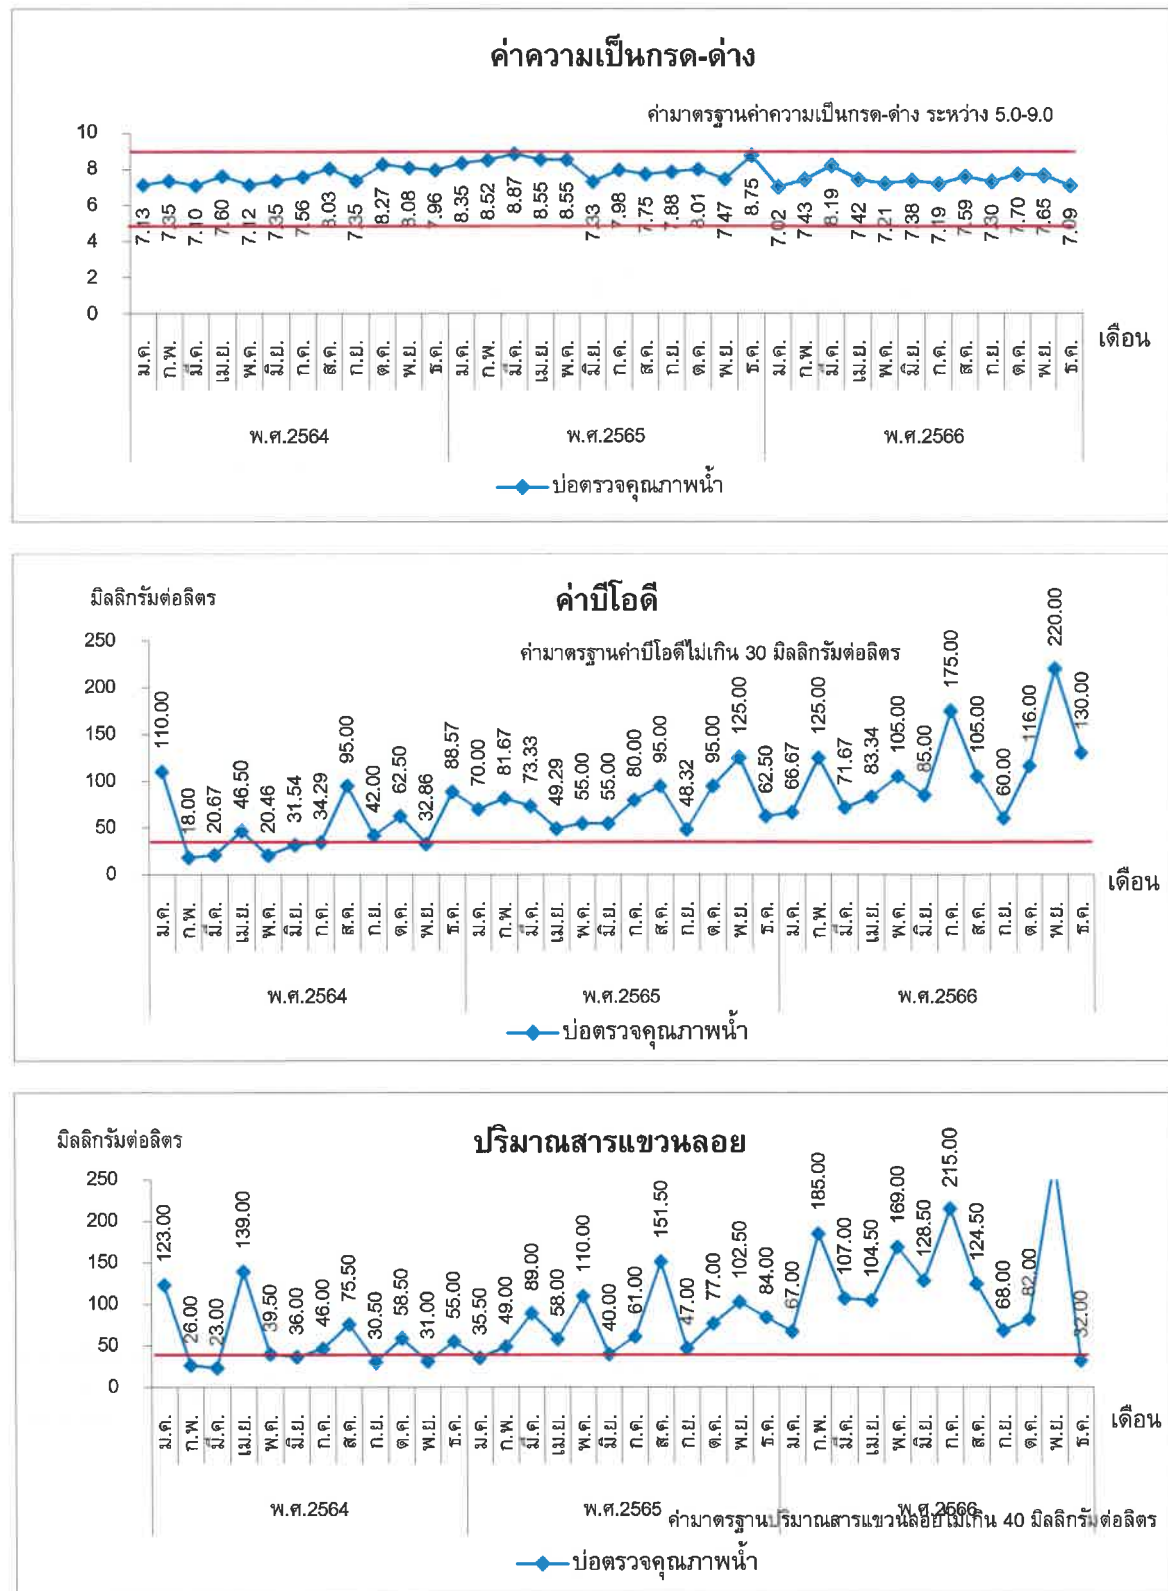 ค่าความเป็นกรด-ด่าง
ค่ามาตรฐานค่าความเป็นกรด-ด่าง ระหว่าง 5.0-9.0
10
8
6
4
2
0
7.13 7.35 7.10 7.60 7.12 7.35 7.56 8.03 7.35 8.27 8.08 7.96 8.35 8.52 8.87 8.55 8.55 7.33 7.98 7.75 7.88 8.01 7.47 8.75 7.02 7.43 8.19 7.42 7.21 7.38 7.19 7.59 7.30 7.70 7.65 7.09
ม.ค. ก.พ. มี.ค. เม.ย. พ.ค. มิ.ย. ก.ค. ส.ค. ก.ย. ต.ค. พ.ย. ธ.ค. ม.ค. ก.พ. มี.ค. เม.ย. พ.ค. มิ.ย. ก.ค. ส.ค. ก.ย. ต.ค. พ.ย. ธ.ค. ม.ค. ก.พ. มี.ค. เม.ย. พ.ค. มิ.ย. ก.ค. ส.ค. ก.ย. ต.ค. พ.ย. ธ.ค.
เดือน
พ.ศ.2564 พ.ศ.2565 พ.ศ.2566
บ่อตรวจคุณภาพน้ำ
มิลลิกรัมต่อลิตร
ค่าบีโอดี
ค่ามาตรฐานค่าบีโอดีไม่เกิน 30 มิลลิกรัมต่อลิตร
250
200
150
100
50
0
110.00 18.00 20.67 46.50 20.46 31.54 34.29 95.00 42.00 62.50 32.86 88.57 70.00 81.67 73.33 49.29 55.00 55.00 80.00 95.00 48.32 95.00 125.00 62.50 66.67 125.00 71.67 83.34 105.00 85.00 175.00 105.00 60.00 116.00 220.00 130.00
ม.ค. ก.พ. มี.ค. เม.ย. พ.ค. มิ.ย. ก.ค. ส.ค. ก.ย. ต.ค. พ.ย. ธ.ค. ม.ค. ก.พ. มี.ค. เม.ย. พ.ค. มิ.ย. ก.ค. ส.ค. ก.ย. ต.ค. พ.ย. ธ.ค. ม.ค. ก.พ. มี.ค. เม.ย. พ.ค. มิ.ย. ก.ค. ส.ค. ก.ย. ต.ค. พ.ย. ธ.ค.
เดือน
พ.ศ.2564 พ.ศ.2565 พ.ศ.2566
บ่อตรวจคุณภาพน้ำ
มิลลิกรัมต่อลิตร
ปริมาณสารแขวนลอย
250
200
150
100
50
0
123.00 26.00 23.00 139.00 39.50 36.00 46.00 75.50 30.50 58.50 31.00 55.00 35.50 49.00 89.00 58.00 110.00 40.00 61.00 151.50 47.00 77.00 102.50 84.00 67.00 185.00 107.00 104.50 169.00 128.50 215.00 124.50 68.00 82.00 32.00
ม.ค. ก.พ. มี.ค. เม.ย. พ.ค. มิ.ย. ก.ค. ส.ค. ก.ย. ต.ค. พ.ย. ธ.ค. ม.ค. ก.พ. มี.ค. เม.ย. พ.ค. มิ.ย. ก.ค. ส.ค. ก.ย. ต.ค. พ.ย. ธ.ค. ม.ค. ก.พ. มี.ค. เม.ย. พ.ค. มิ.ย. ก.ค. ส.ค. ก.ย. ต.ค. พ.ย. ธ.ค.
เดือน
พ.ศ.2564 พ.ศ.2565 พ.ศ.2566
ค่ามาตรฐานปริมาณสารแขวนลอยไม่เกิน 40 มิลลิกรัมต่อลิตร
บ่อตรวจคุณภาพน้ำ